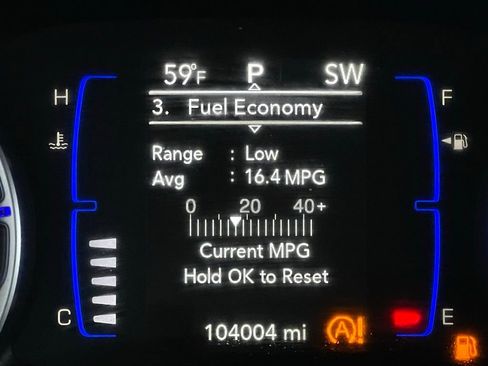 59°F P SW
H F
3. Fuel Economy
Range : Low
Avg : 16.4 MPG
0 20 40+
Current MPG
Hold OK to Reset
C E
104004 mi (A)!